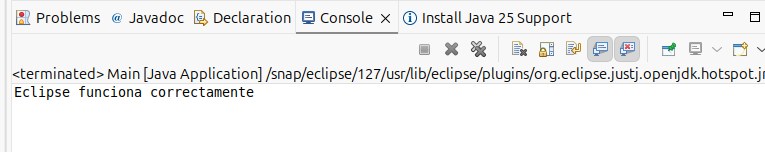 Problems @ Javadoc Declaration Console × Install Java 25 Support
<terminated> Main [Java Application] /snap/eclipse/127/usr/lib/eclipse/plugins/org.eclipse.justj.openjdk.hotspot.jr
Eclipse funciona correctamente